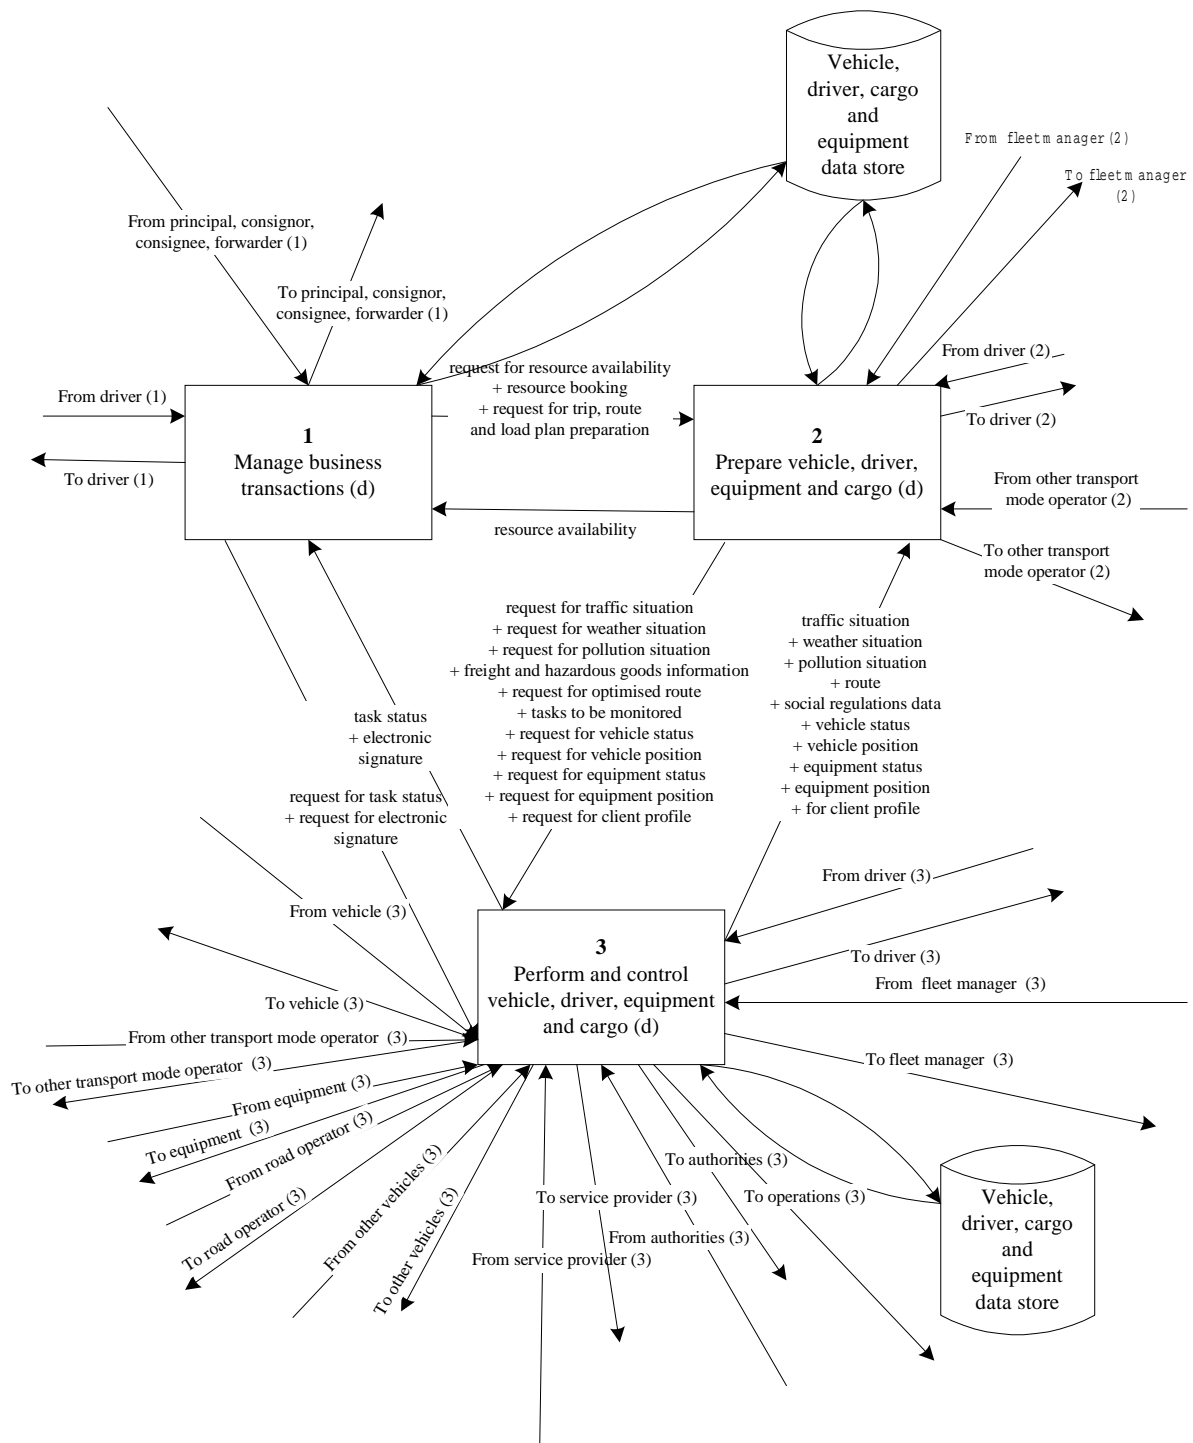 Vehicle,
driver, cargo
and
equipment
data store
From fleet manager (2)
To fleet manager
(2)
From principal, consignor,
consignee, forwarder (1)
To principal, consignor,
consignee, forwarder (1)
request for resource availability
+ resource booking
+ request for trip, route
and load plan preparation
From driver (2)
To driver (2)
From driver (1)
To driver (1)
1
Manage business
transactions (d)
2
Prepare vehicle, driver,
equipment and cargo (d)
From other transport
mode operator (2)
resource availability
To other transport
mode operator (2)
request for traffic situation
+ request for weather situation
+ request for pollution situation
+ freight and hazardous goods information
+ request for optimised route
+ tasks to be monitored
+ request for vehicle status
+ request for vehicle position
+ request for equipment status
+ request for equipment position
+ request for client profile
traffic situation
+ weather situation
+ pollution situation
+ route
+ social regulations data
+ vehicle status
+ vehicle position
+ equipment status
+ equipment position
+ for client profile
task status
+ electronic
signature
request for task status
+ request for electronic
signature
From vehicle (3)
To vehicle (3)
3
Perform and control
vehicle, driver, equipment
and cargo (d)
From driver (3)
To driver (3)
From fleet manager (3)
To fleet manager (3)
From other transport mode operator (3)
To other transport mode operator (3)
From equipment (3)
To equipment (3)
From road operator (3)
To road operator (3)
From other vehicles (3)
To other vehicles (3)
To authorities (3)
To service provider (3)
To operations (3)
From authorities (3)
From service provider (3)
Vehicle,
driver, cargo
and
equipment
data store